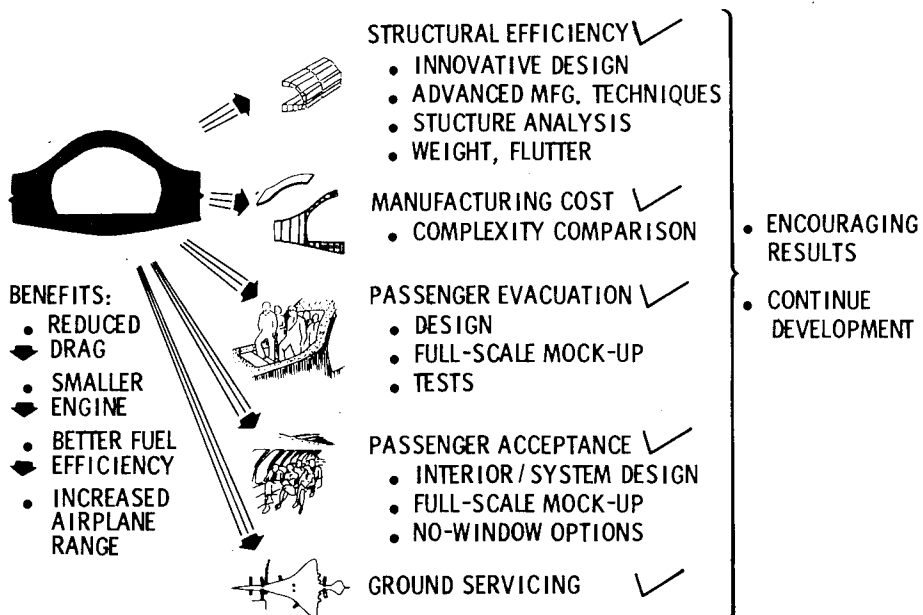 STRUCTURAL EFFICIENCY
• INNOVATIVE DESIGN
• ADVANCED MFG. TECHNIQUES
• STUCTURE ANALYSIS
• WEIGHT, FLUTTER
MANUFACTURING COST
• COMPLEXITY COMPARISON
PASSENGER EVACUATION
• DESIGN
• FULL-SCALE MOCK-UP
• TESTS
PASSENGER ACCEPTANCE
• INTERIOR/SYSTEM DESIGN
• FULL-SCALE MOCK-UP
• NO-WINDOW OPTIONS
GROUND SERVICING
BENEFITS:
• REDUCED
DRAG
• SMALLER
ENGINE
• BETTER FUEL
EFFICIENCY
• INCREASED
AIRPLANE
RANGE
• ENCOURAGING
RESULTS
• CONTINUE
DEVELOPMENT